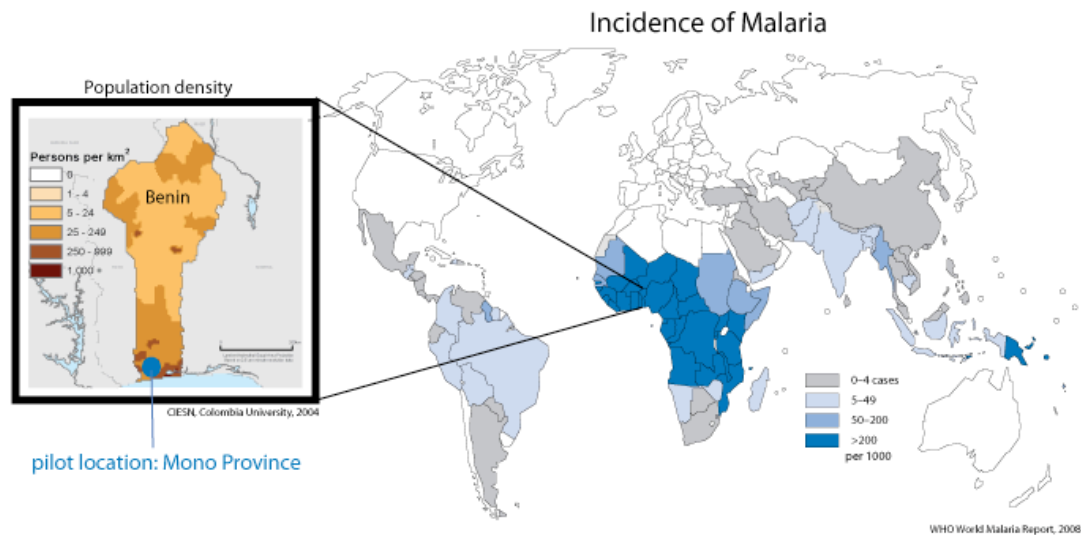 Incidence of Malaria
Population density
Persons per km²
0
1 - 4
5 - 24
25 - 249
250 - 999
1,000 +
Benin
CIESN, Colombia University, 2004
pilot location: Mono Province
0–4 cases
5–49
50–200
>200
per 1000
WHO World Malaria Report, 2008